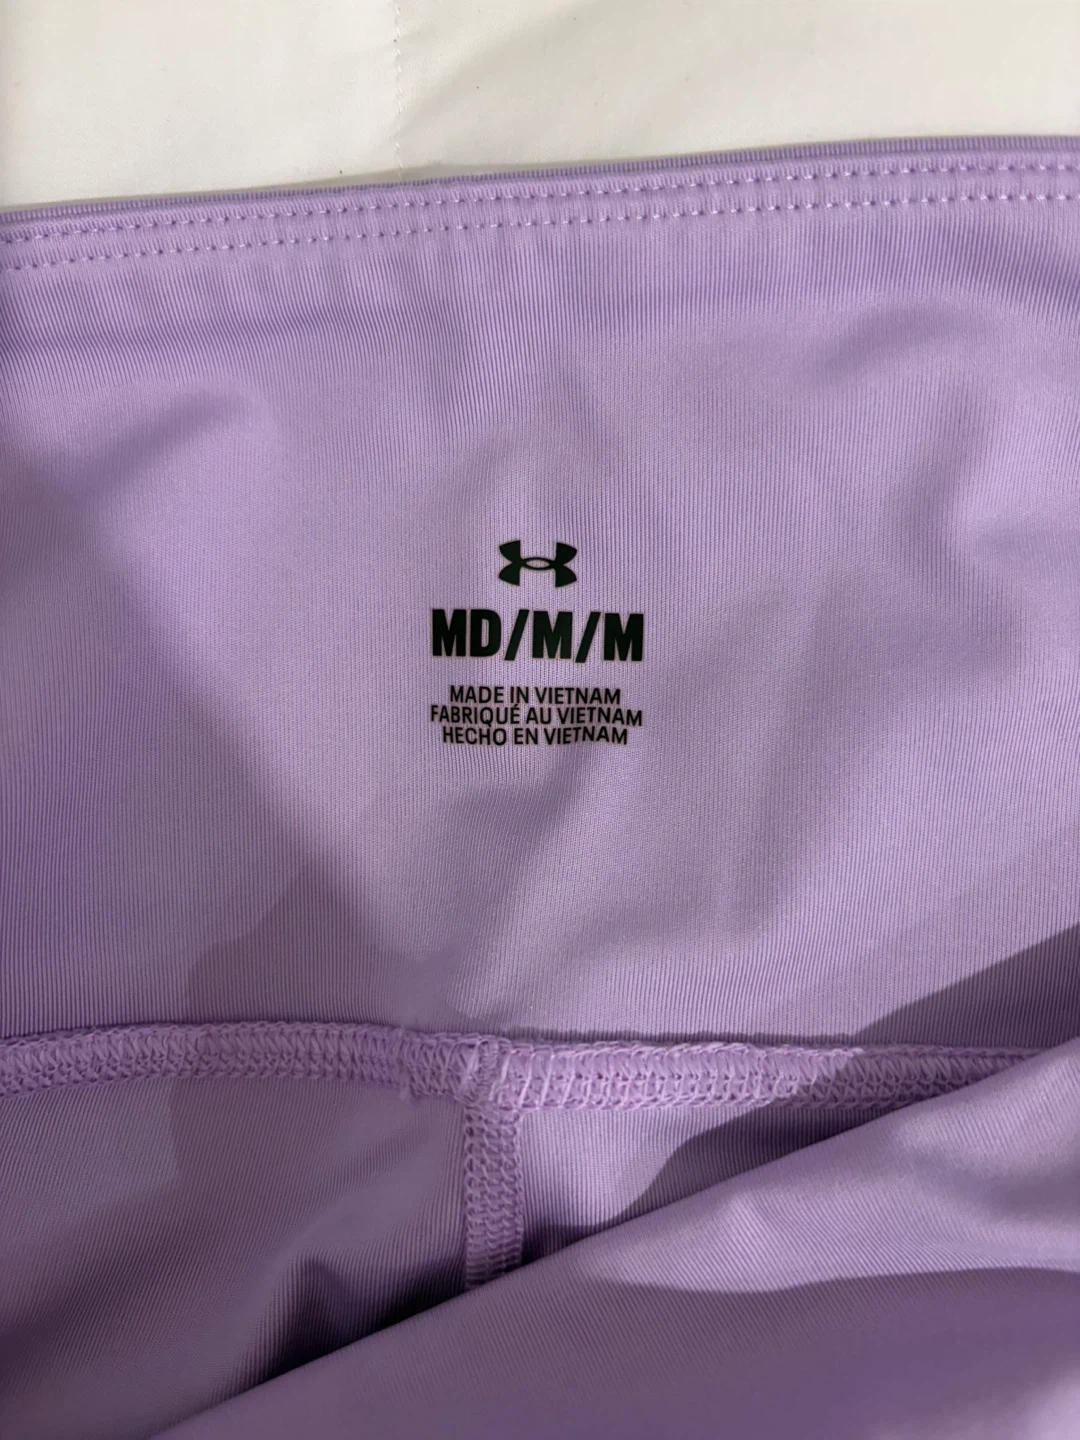 MD/M/M
MADE IN VIETNAM
FABRIQUÉ AU VIETNAM
HECHO EN VIETNAM